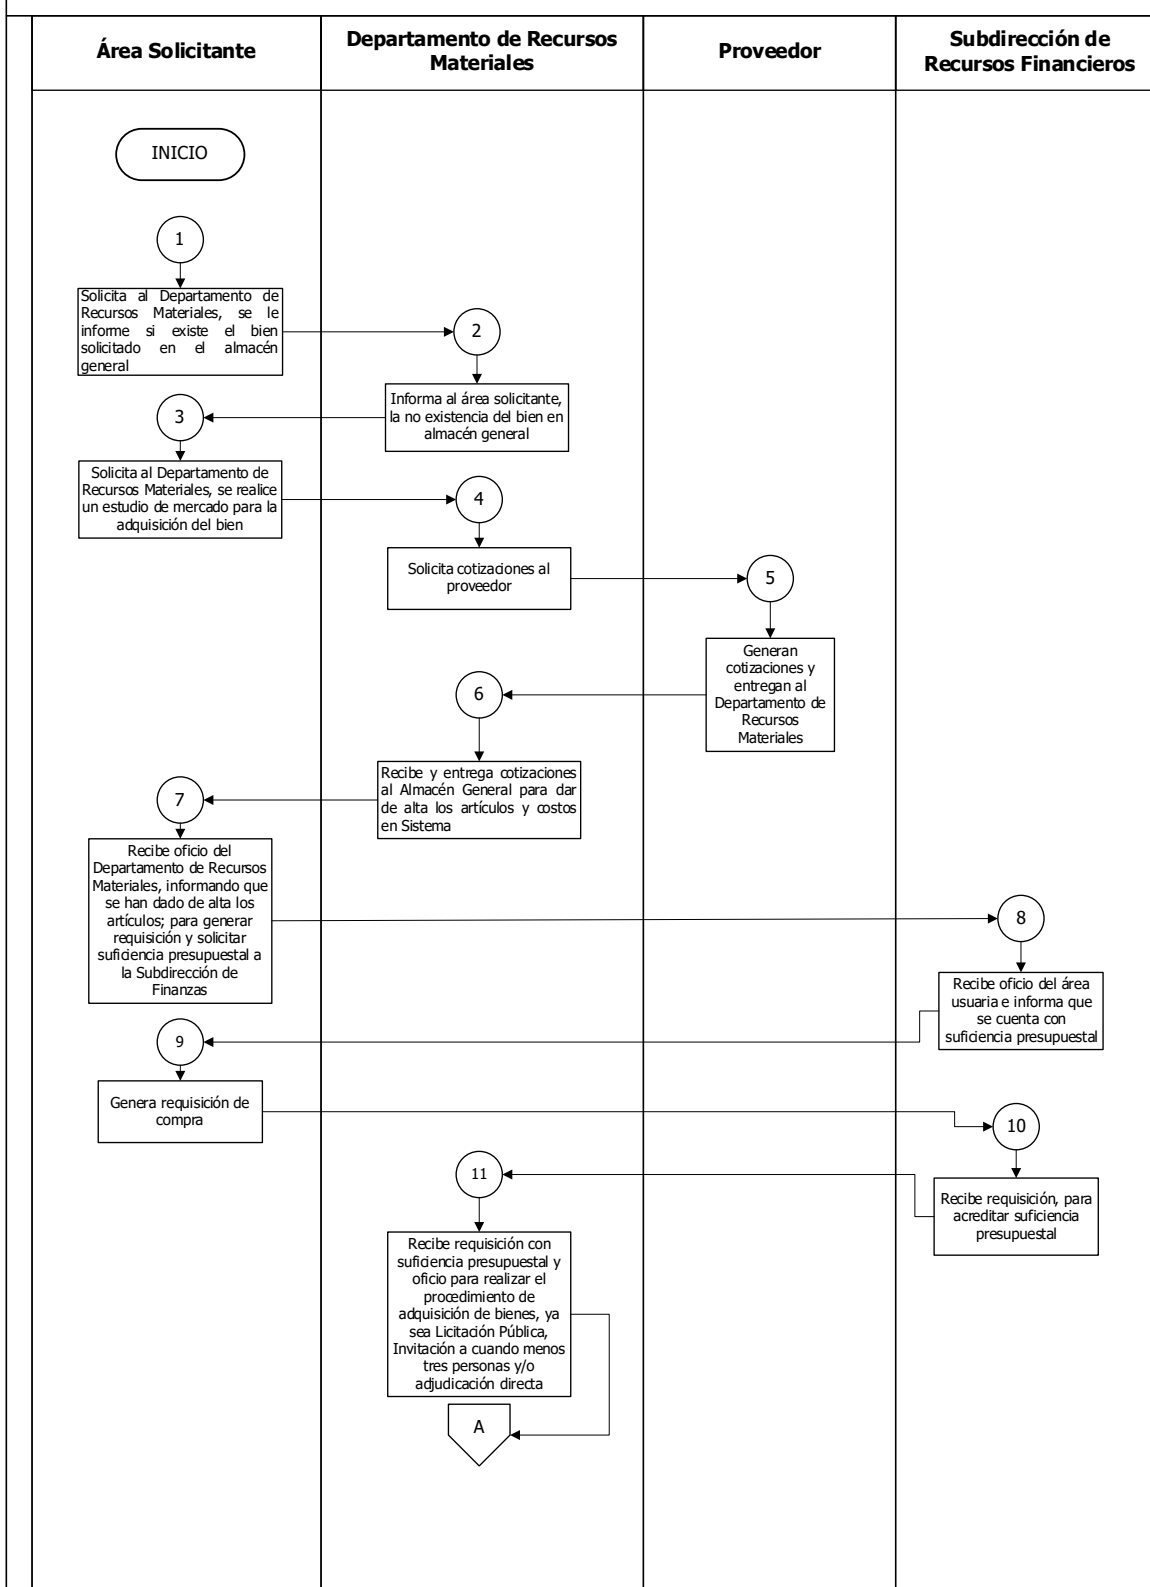 Área Solicitante
Departamento de Recursos
Materiales
Proveedor
Subdirección de
Recursos Financieros
INICIO
1
Solicita al Departamento de
Recursos Materiales, se le
informe si existe el bien
solicitado en el almacén
general
2
Informa al área solicitante,
la no existencia del bien en
almacén general
3
Solicita al Departamento de
Recursos Materiales, se realice
un estudio de mercado para la
adquisición del bien
4
Solicita cotizaciones al
proveedor
5
Generan
cotizaciones y
entregan al
Departamento de
Recursos
Materiales
6
Recibe y entrega cotizaciones
al Almacén General para dar
de alta los artículos y costos
en Sistema
7
Recibe oficio del
Departamento de Recursos
Materiales, informando que
se han dado de alta los
artículos; para generar
requisición y solicitar
suficiencia presupuestal a
la Subdirección de
Finanzas
8
Recibe oficio del área
usuaria e informa que
se cuenta con
suficiencia presupuestal
9
Genera requisición de
compra
10
Recibe requisición, para
acreditar suficiencia
presupuestal
11
Recibe requisición con
suficiencia presupuestal y
oficio para realizar el
procedimiento de
adquisición de bienes, ya
sea Licitación Pública,
Invitación a cuando menos
tres personas y/o
adjudicación directa
A